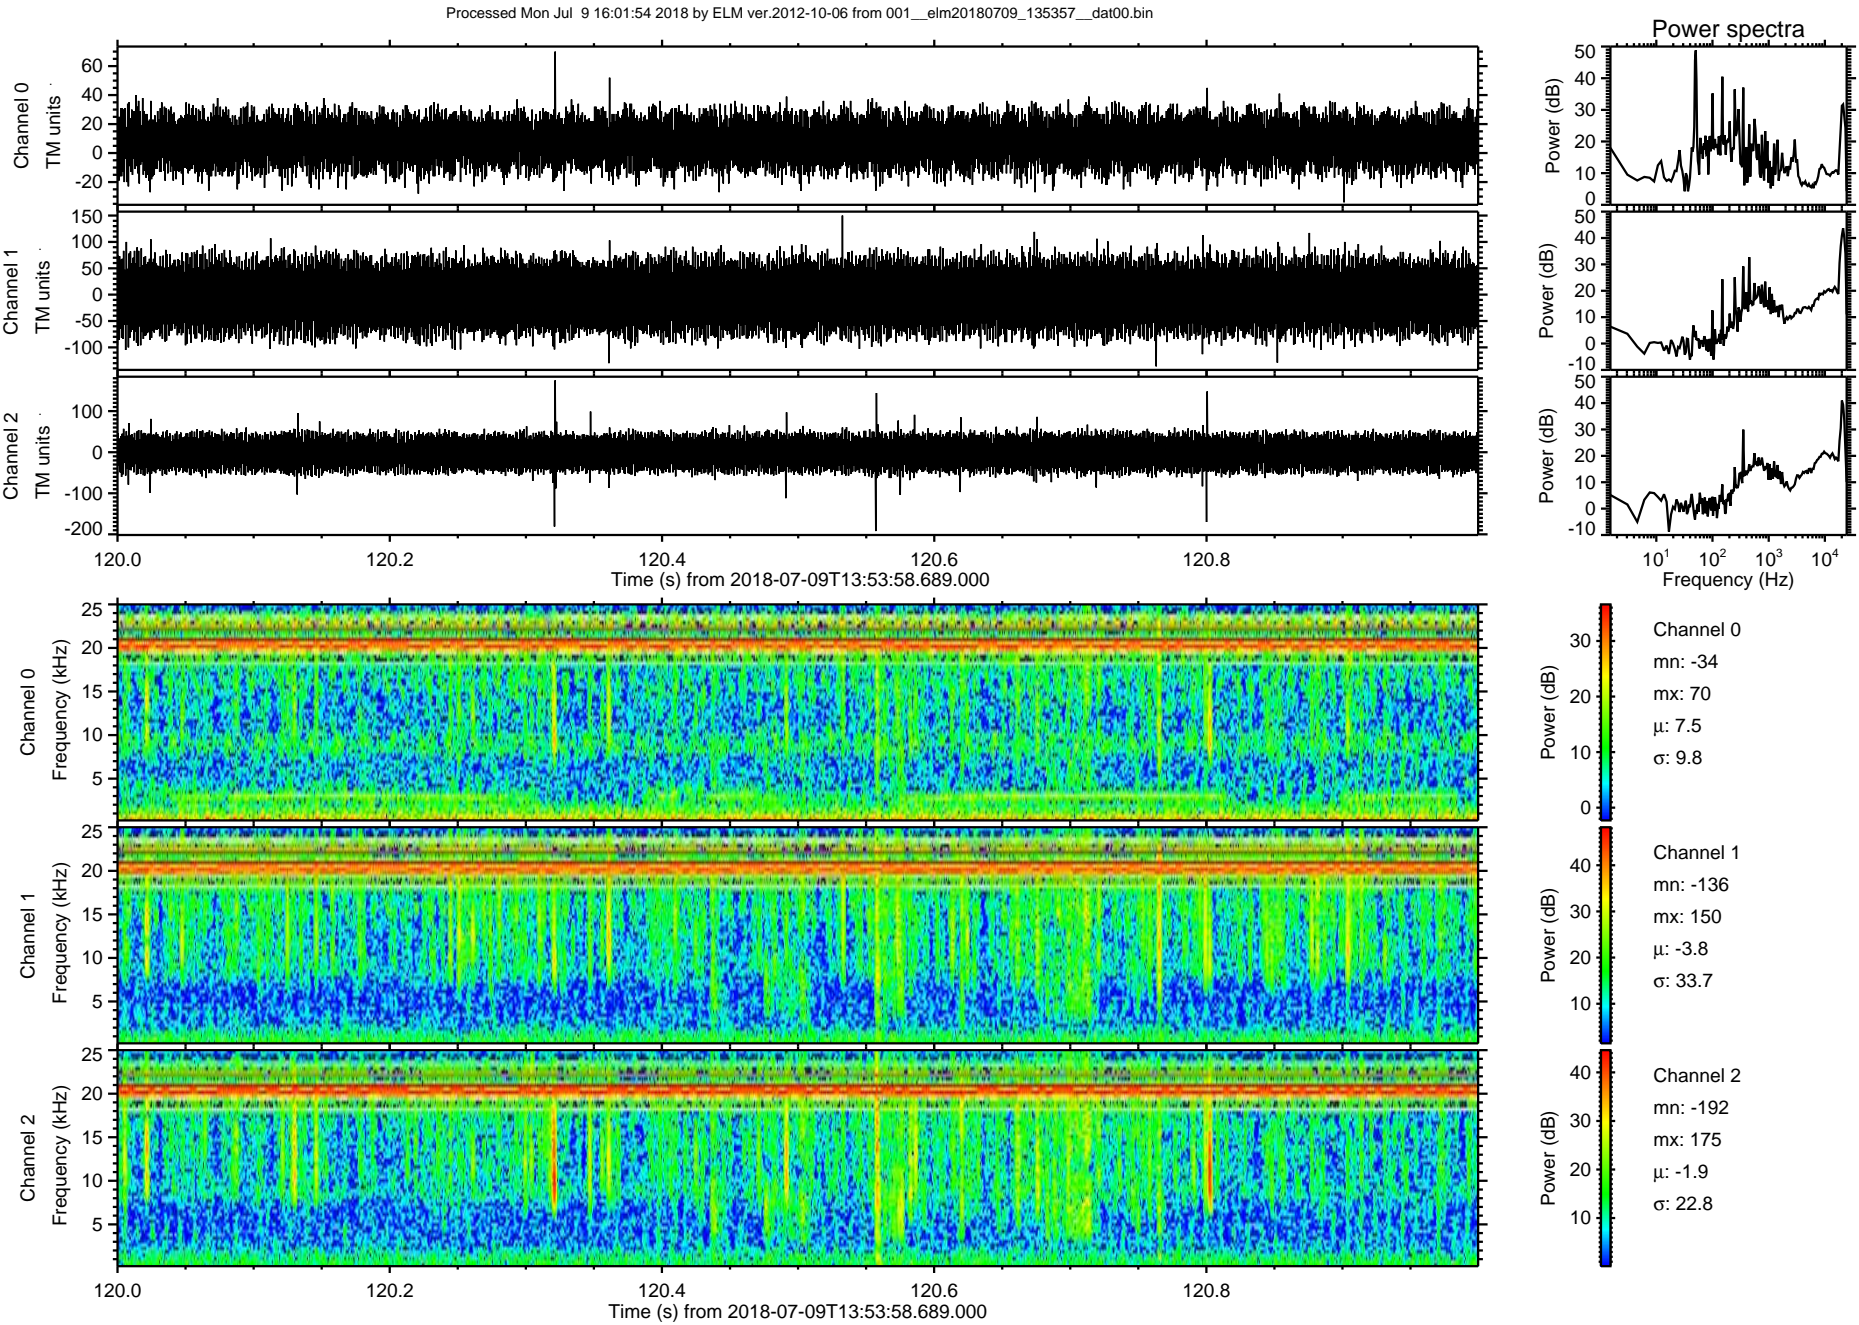 Processed Mon Jul  9 16:01:54 2018 by ELM ver.2012-10-06 from 001__elm20180709_135357__dat00.bin
Power spectra
Channel 0
TM units
60
40
20
0
-20
Power (dB)
50
40
30
20
10
0
Channel 1
TM units
150
100
50
0
-50
-100
Power (dB)
50
40
30
20
10
0
-10
Channel 2
TM units
100
0
-100
-200
Power (dB)
50
40
30
20
10
0
-10
120.0 120.2 120.4 120.6 120.8
Time (s) from 2018-07-09T13:53:58.689.000
10¹ 10² 10³ 10⁴
Frequency (Hz)
Channel 0
Frequency (kHz)
25
20
15
10
5
Power (dB)
30
20
10
0
Channel 0
mn: -34
mx: 70
μ: 7.5
σ: 9.8
Channel 1
Frequency (kHz)
25
20
15
10
5
Power (dB)
40
30
20
10
Channel 1
mn: -136
mx: 150
μ: -3.8
σ: 33.7
Channel 2
Frequency (kHz)
25
20
15
10
5
Power (dB)
40
30
20
10
Channel 2
mn: -192
mx: 175
μ: -1.9
σ: 22.8
120.0 120.2 120.4 120.6 120.8
Time (s) from 2018-07-09T13:53:58.689.000